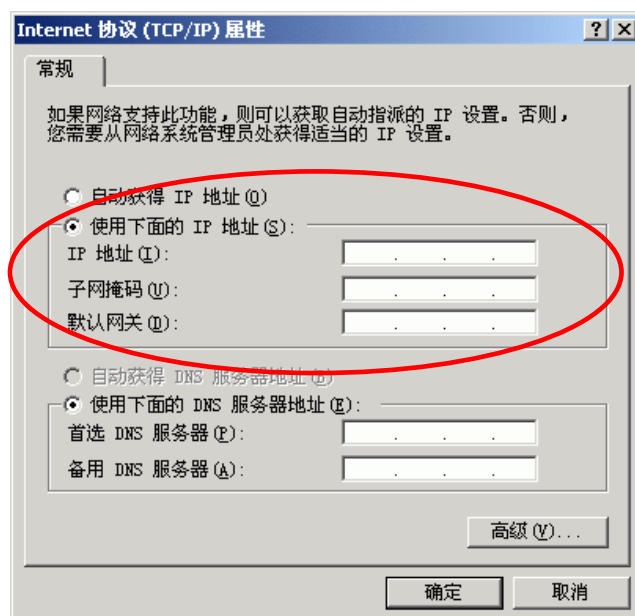 Internet 协议 (TCP/IP) 属性
常规
如果网络支持此功能，则可以获取自动指派的 IP 设置。否则，
您需要从网络系统管理员处获得适当的 IP 设置。
自动获得 IP 地址(O)
使用下面的 IP 地址(S):
IP 地址(I):
子网掩码(U):
默认网关(D):
自动获得 DNS 服务器地址(B)
使用下面的 DNS 服务器地址(E):
首选 DNS 服务器(P):
备用 DNS 服务器(A):
高级(V)...
确定
取消